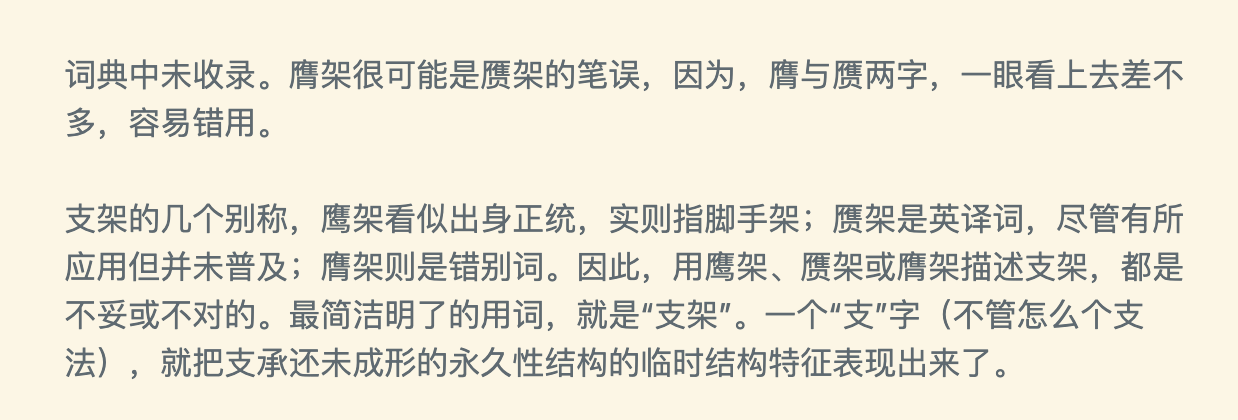 词典中未收录。膺架很可能是赝架的笔误，因为，膺与赝两字，一眼看上去差不
多，容易错用。
支架的几个别称，鹰架看似出身正统，实则指脚手架；赝架是英译词，尽管有所
应用但并未普及；膺架则是错别词。因此，用鹰架、赝架或膺架描述支架，都是
不妥或不对的。最简洁明了的用词，就是“支架”。一个“支”字（不管怎么个支
法），就把支承还未成形的永久性结构的临时结构特征表现出来了。